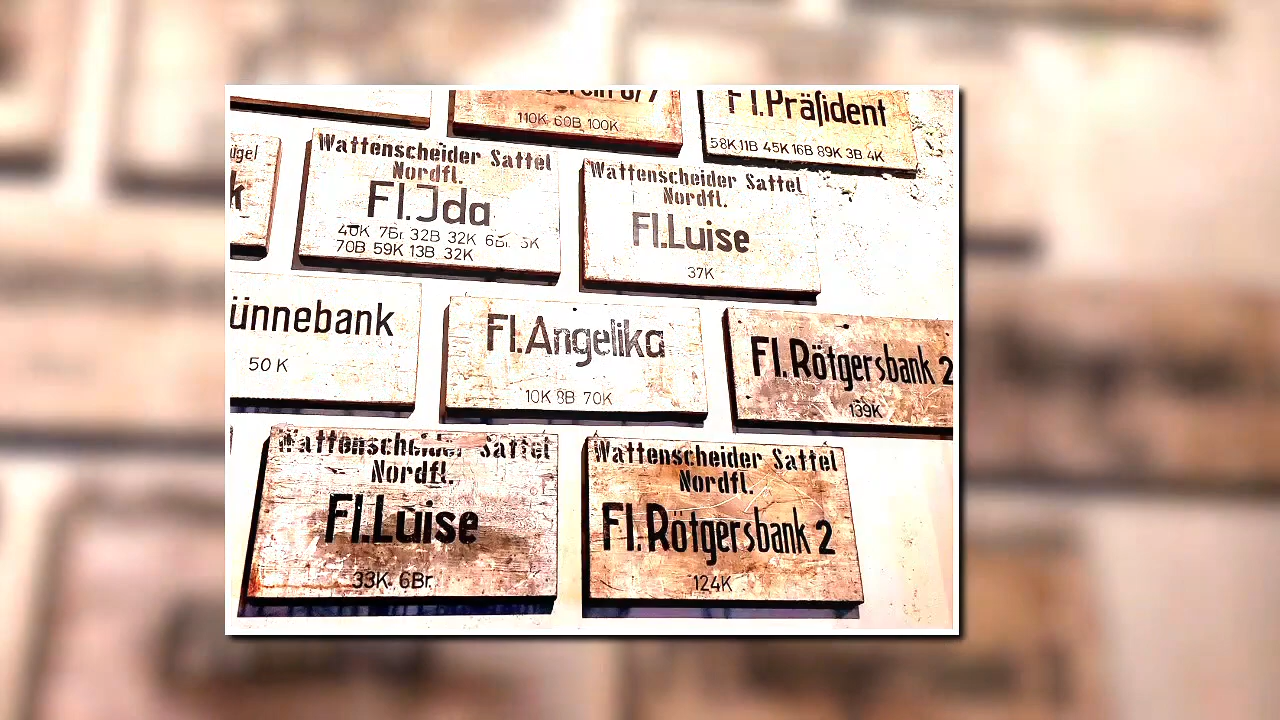 110K 60B 100K
Fl.Präſident
58K 11B 45K 16B 89K 3B 4K
Wattenscheider Sattel
Nordfl.
Fl.Jda
40K 7Br 32B 32K 6Br 5K
70B 59K 13B 32K
Wattenscheider Sattel
Nordfl.
Fl.Luise
37K
ünnebank
50 K
Fl.Angelika
10K 8B 70K
Fl.Rötgersbank 2
139K
Wattenscheider Sattel
Nordfl.
Fl.Luise
33K 6Br.
Wattenscheider Sattel
Nordfl.
Fl.Rötgersbank 2
124K